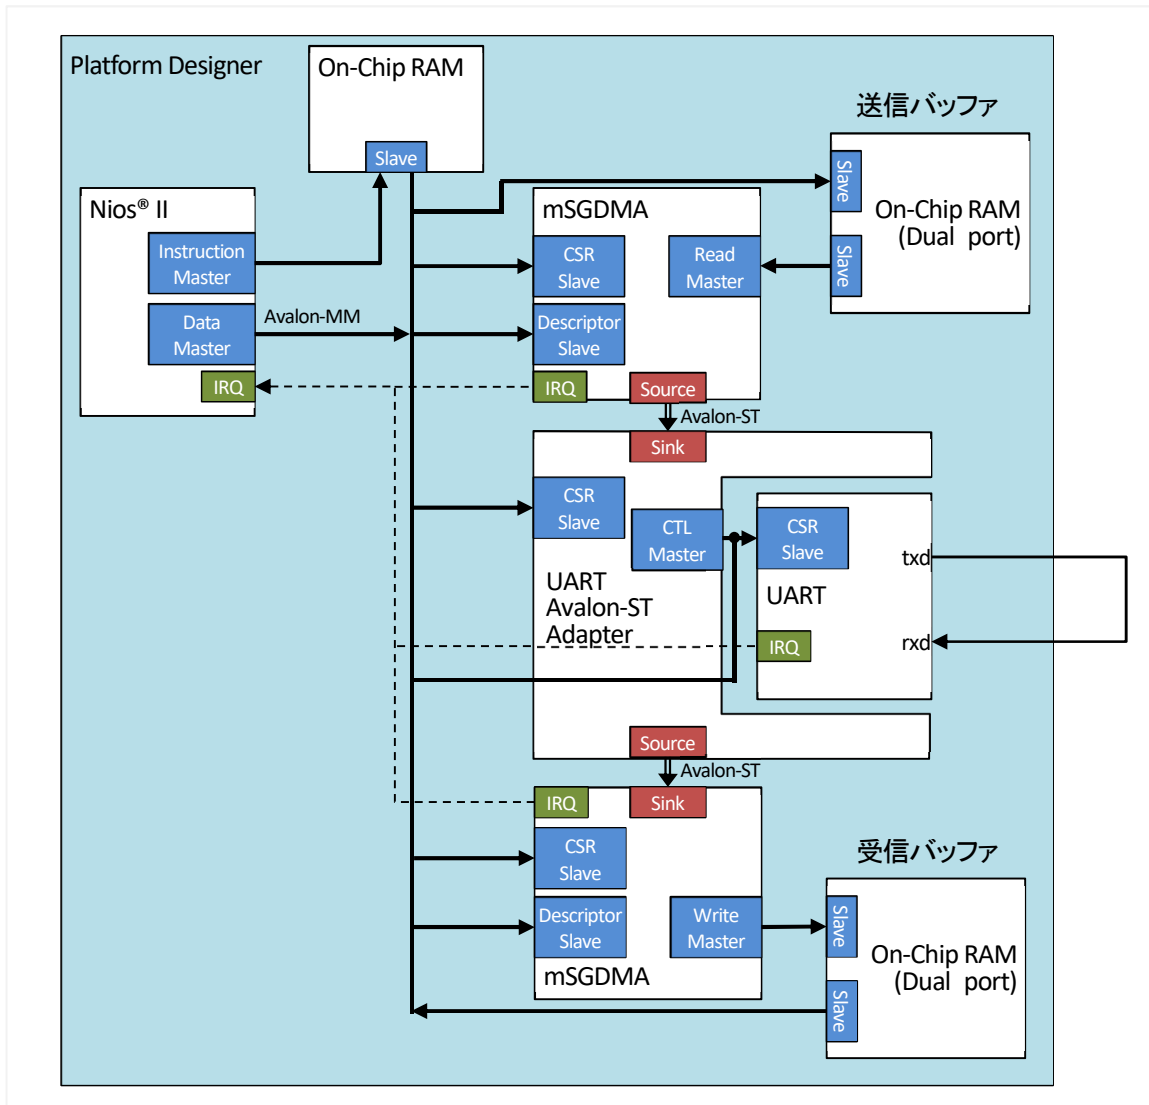 Platform Designer
On-Chip RAM
Slave
送信バッファ
Slave
Slave
On-Chip RAM
(Dual port)
Nios® II
Instruction
Master
Data
Master
IRQ
Avalon-MM
mSGDMA
CSR
Slave
Read
Master
Descriptor
Slave
IRQ
Source
Avalon-ST
Sink
CSR
Slave
CTL
Master
UART
Avalon-ST
Adapter
CSR
Slave
UART
IRQ
txd
rxd
Source
Avalon-ST
IRQ
Sink
CSR
Slave
Descriptor
Slave
Write
Master
mSGDMA
受信バッファ
Slave
Slave
On-Chip RAM
(Dual port)